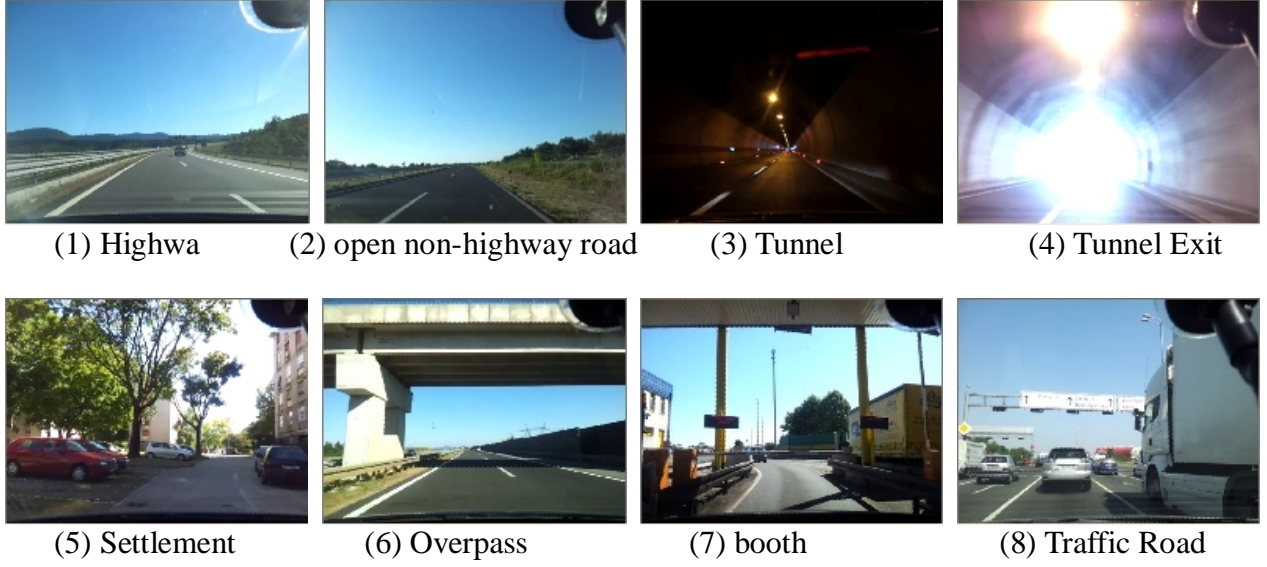 (1) Highwa
(2) open non-highway road
(3) Tunnel
(4) Tunnel Exit
(5) Settlement
(6) Overpass
(7) booth
(8) Traffic Road